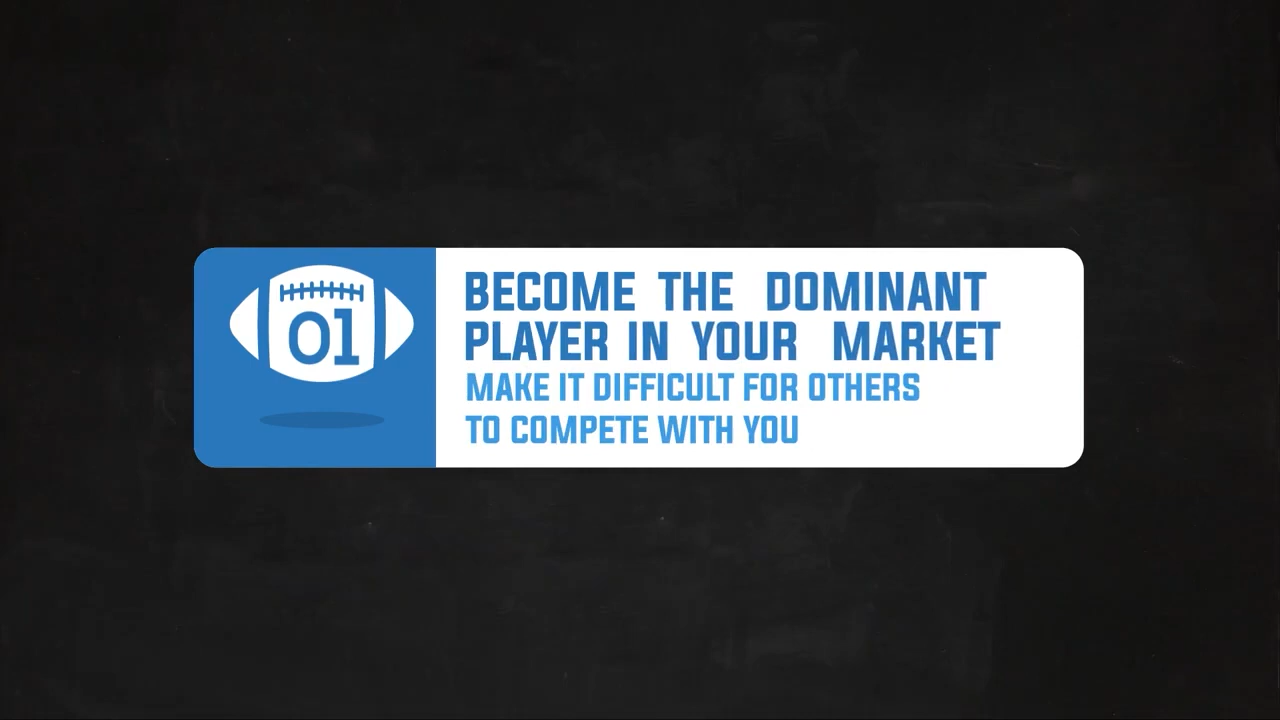 01
BECOME THE DOMINANT
PLAYER IN YOUR MARKET
MAKE IT DIFFICULT FOR OTHERS
TO COMPETE WITH YOU